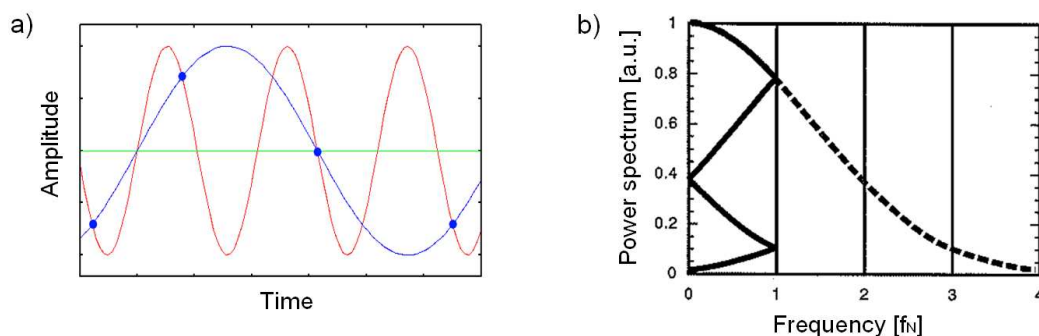 a)
Amplitude
Time
b)
Power spectrum [a.u.]
1
0.8
0.6
0.4
0.2
0
0 1 2 3 4
Frequency [fN]